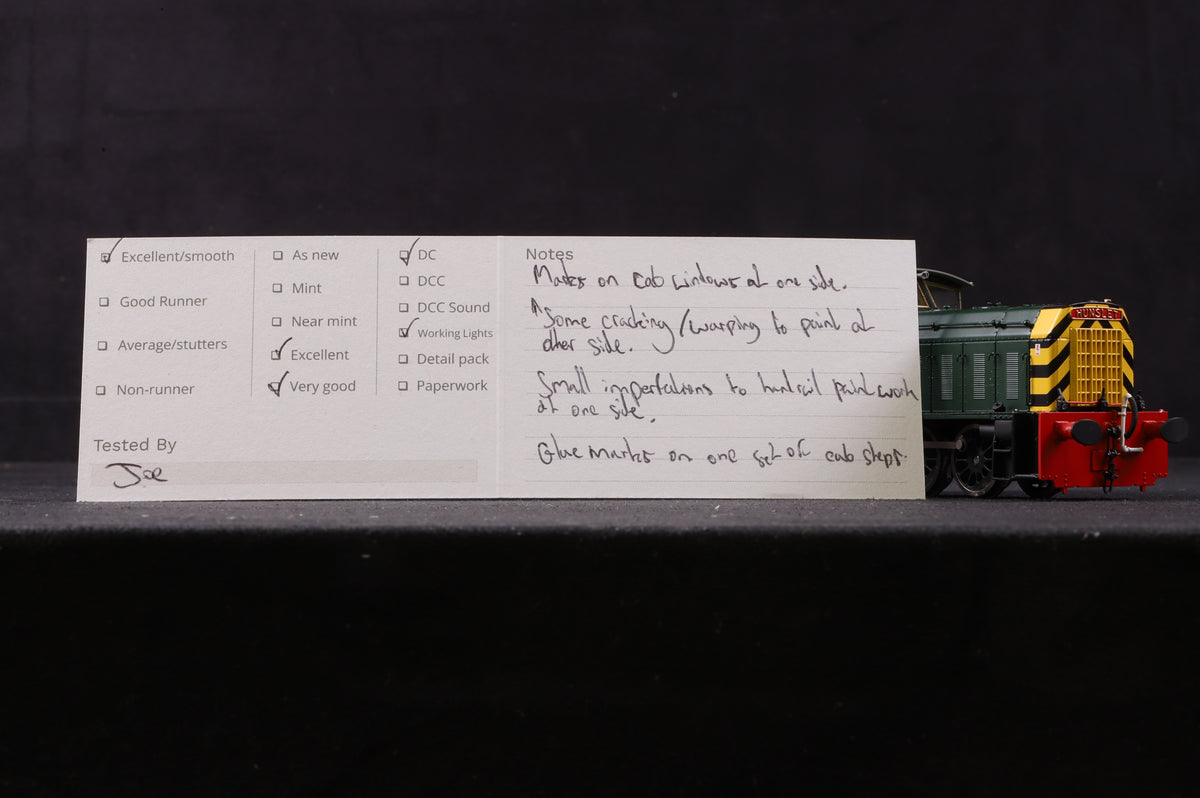 Excellent/smooth
Good Runner
Average/stutters
Non-runner
As new
Mint
Near mint
Excellent
Very good
DC
DCC
DCC Sound
Working Lights
Detail pack
Paperwork
Tested By
Joe
Notes
Marks on cab windows at one side.
Some cracking/warping to paint at
other side.
Small imperfections to handrail paintwork
at one side.
Glue marks on one set of cab steps.
HUNSLET